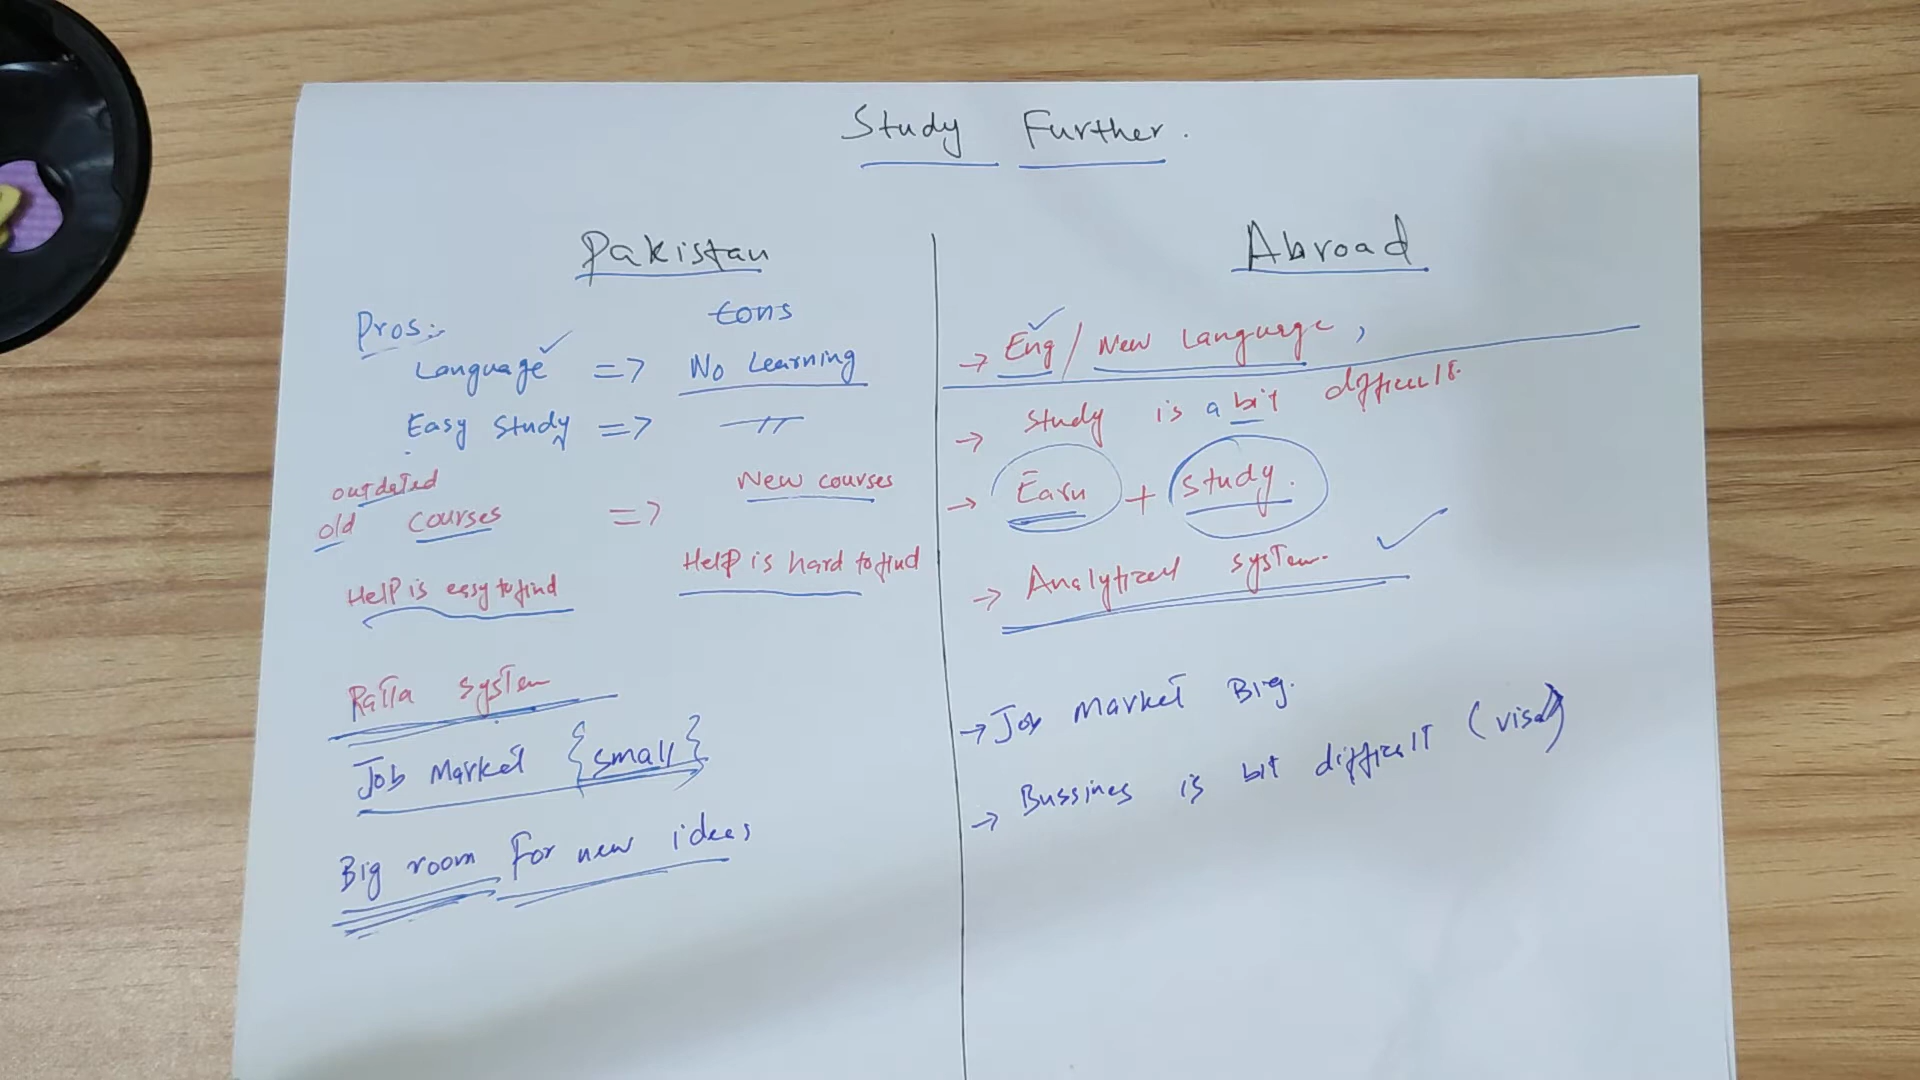 Study Further.
Pakistan
Pros:-
cons
Language => No Learning
Easy Study =>
outdated
old courses => New courses
Help is easy to find
Help is hard to find
Ratta system
Job Market {small}
Big room for new ideas
Abroad
→ Eng / New Language,
→ Study is a bit difficult.
→ Earn + study.
→ Analytical system.
→ Job Market Big.
→ Bussines is bit difficult (visa)